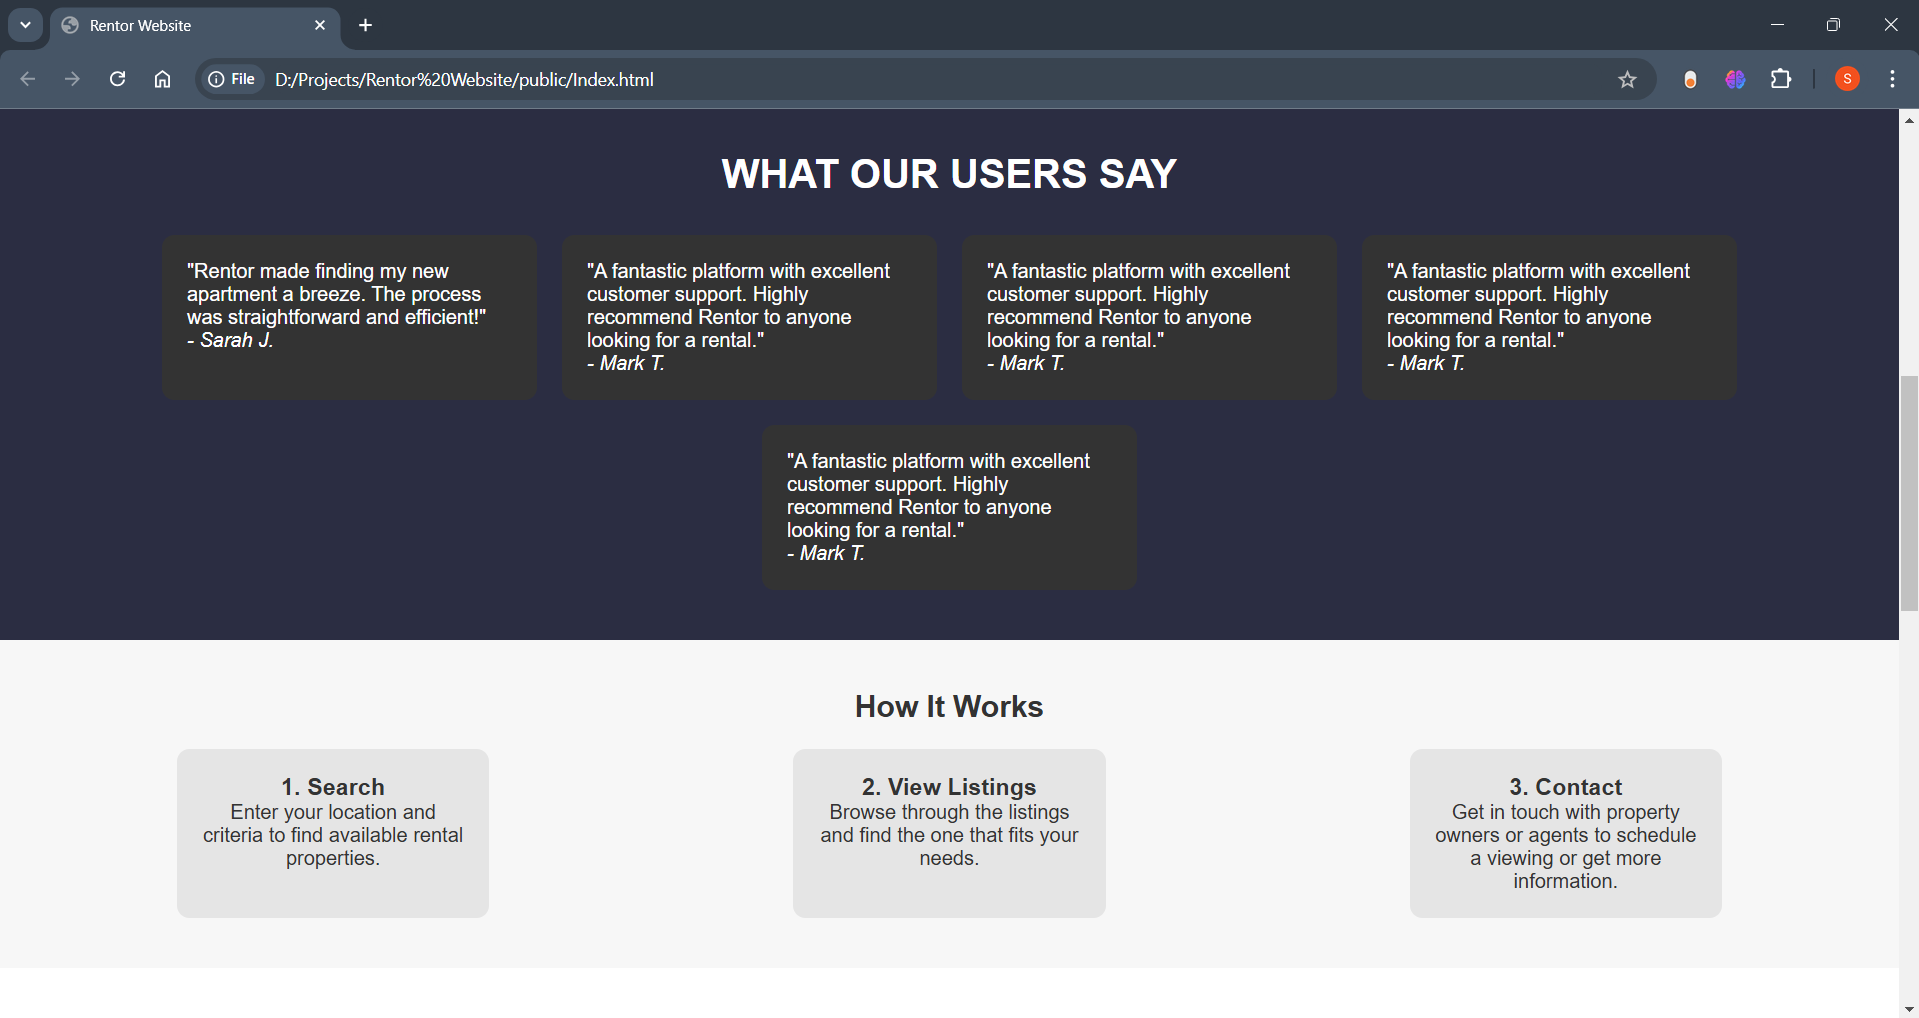 Rentor Website
File
D:/Projects/Rentor%20Website/public/Index.html
S
WHAT OUR USERS SAY
"Rentor made finding my new
apartment a breeze. The process
was straightforward and efficient!"
- Sarah J.
"A fantastic platform with excellent
customer support. Highly
recommend Rentor to anyone
looking for a rental."
- Mark T.
"A fantastic platform with excellent
customer support. Highly
recommend Rentor to anyone
looking for a rental."
- Mark T.
"A fantastic platform with excellent
customer support. Highly
recommend Rentor to anyone
looking for a rental."
- Mark T.
"A fantastic platform with excellent
customer support. Highly
recommend Rentor to anyone
looking for a rental."
- Mark T.
How It Works
1. Search
Enter your location and
criteria to find available rental
properties.
2. View Listings
Browse through the listings
and find the one that fits your
needs.
3. Contact
Get in touch with property
owners or agents to schedule
a viewing or get more
information.